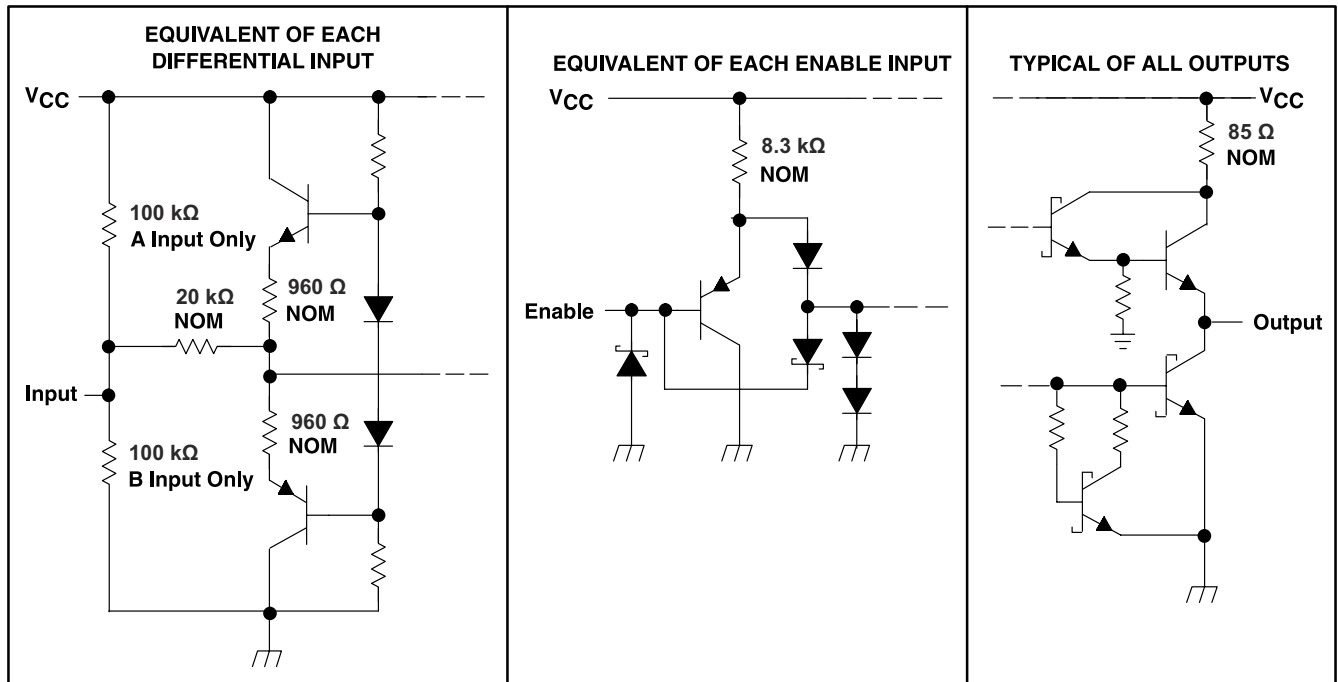 EQUIVALENT OF EACH
DIFFERENTIAL INPUT
VCC
100 kΩ
A Input Only
20 kΩ
NOM
960 Ω
NOM
Input
960 Ω
NOM
100 kΩ
B Input Only
EQUIVALENT OF EACH ENABLE INPUT
VCC
8.3 kΩ
NOM
Enable
TYPICAL OF ALL OUTPUTS
VCC
85 Ω
NOM
Output